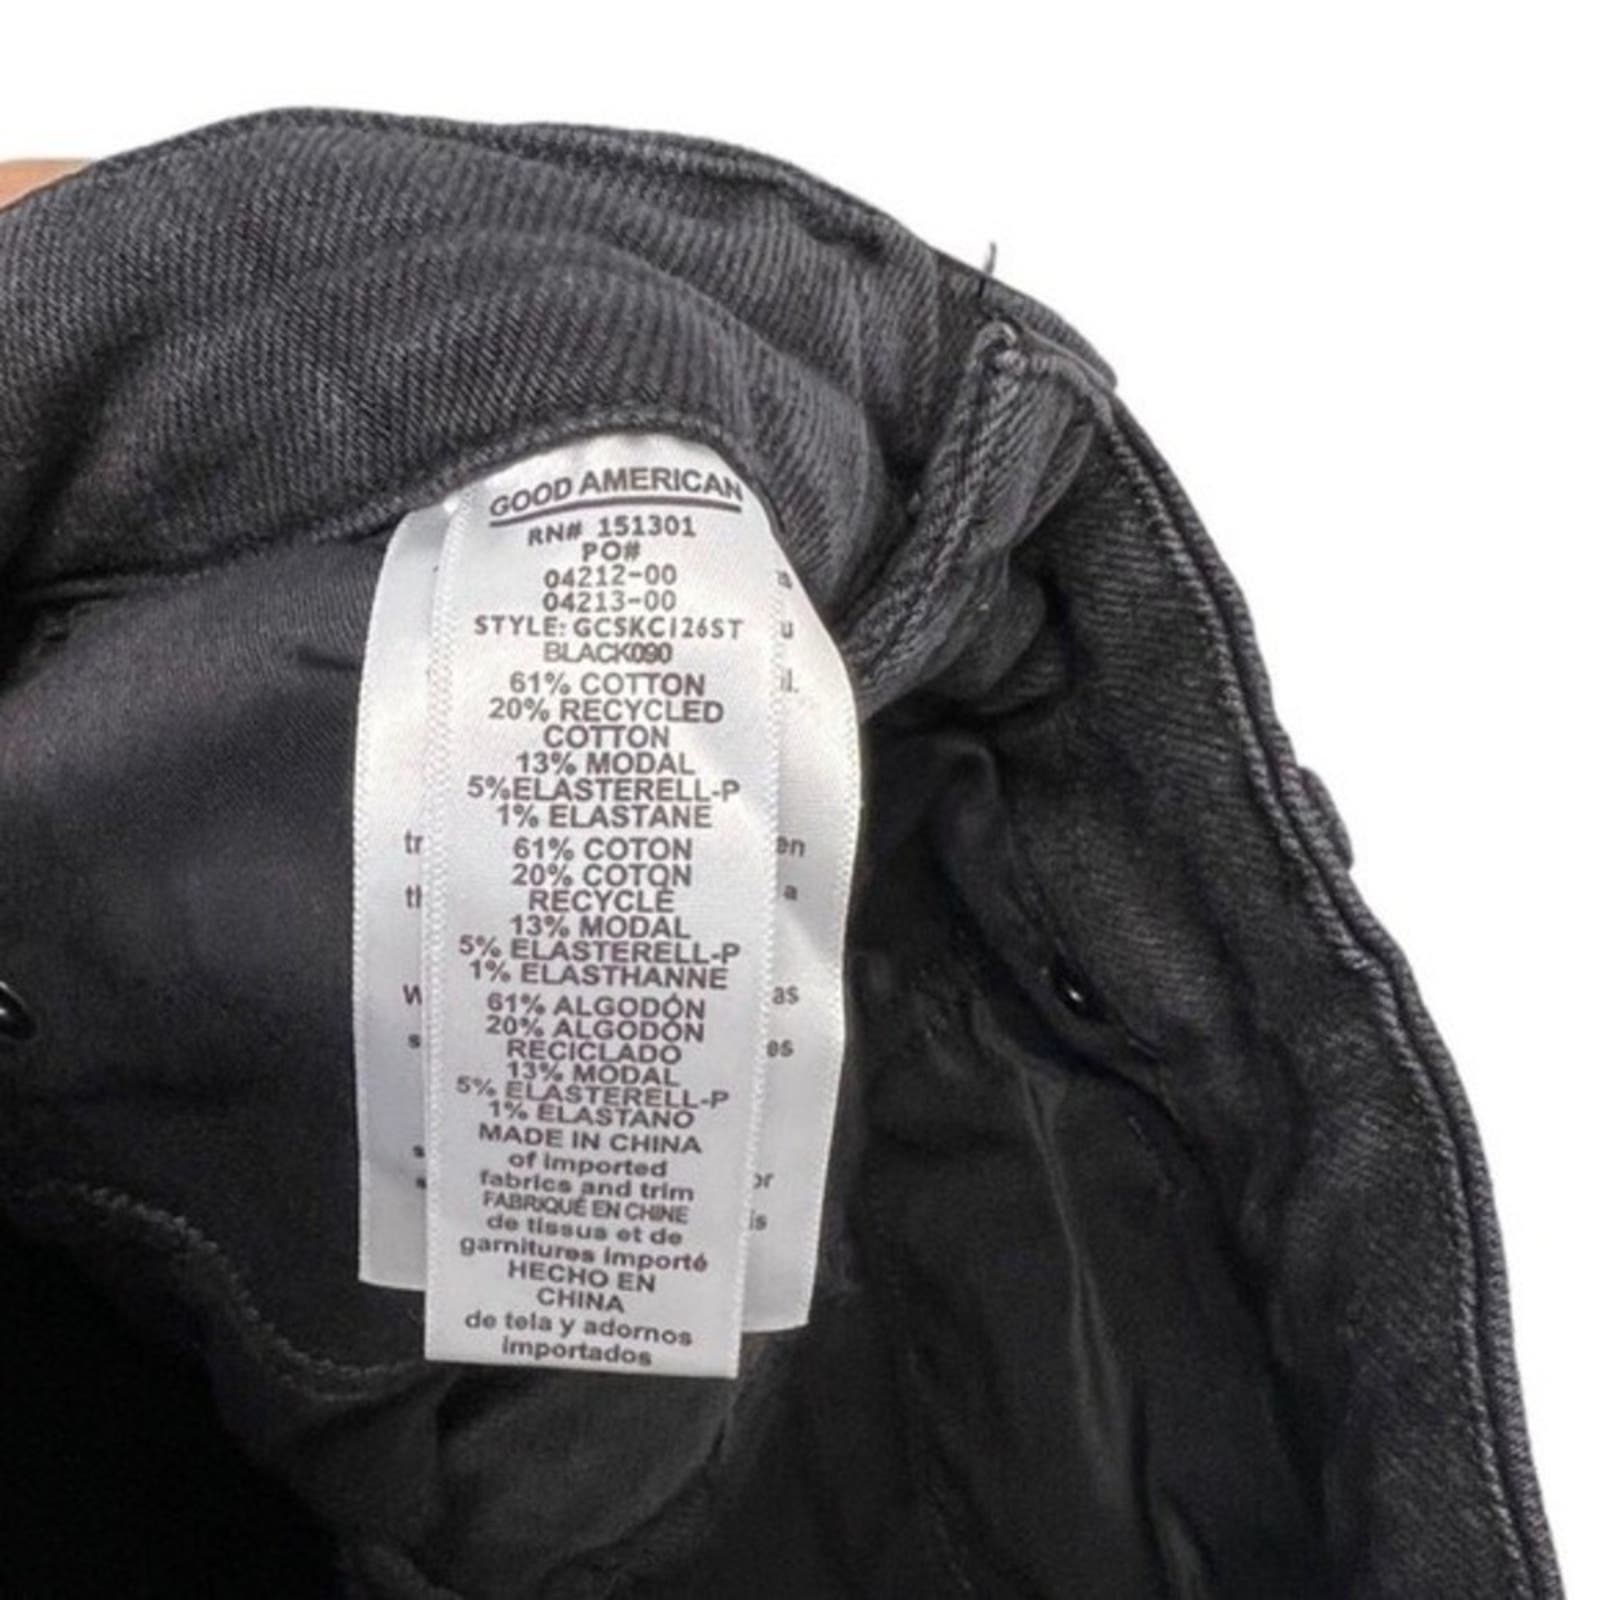 GOOD AMERICAN
RN# 151301
PO#
04212-00
04213-00
STYLE: GCSKC126ST
BLACK090
61% COTTON
20% RECYCLED
COTTON
13% MODAL
5%ELASTERELL-P
1% ELASTANE
61% COTON
20% COTON
RECYCLÉ
13% MODAL
5% ELASTERELL-P
1% ELASTHANNE
61% ALGODÓN
20% ALGODÓN
RECICLADO
13% MODAL
5% ELASTERELL-P
1% ELASTANO
MADE IN CHINA
of imported
fabrics and trim
FABRIQUÉ EN CHINE
de tissus et de
garnitures importé
HECHO EN
CHINA
de tela y adornos
importados